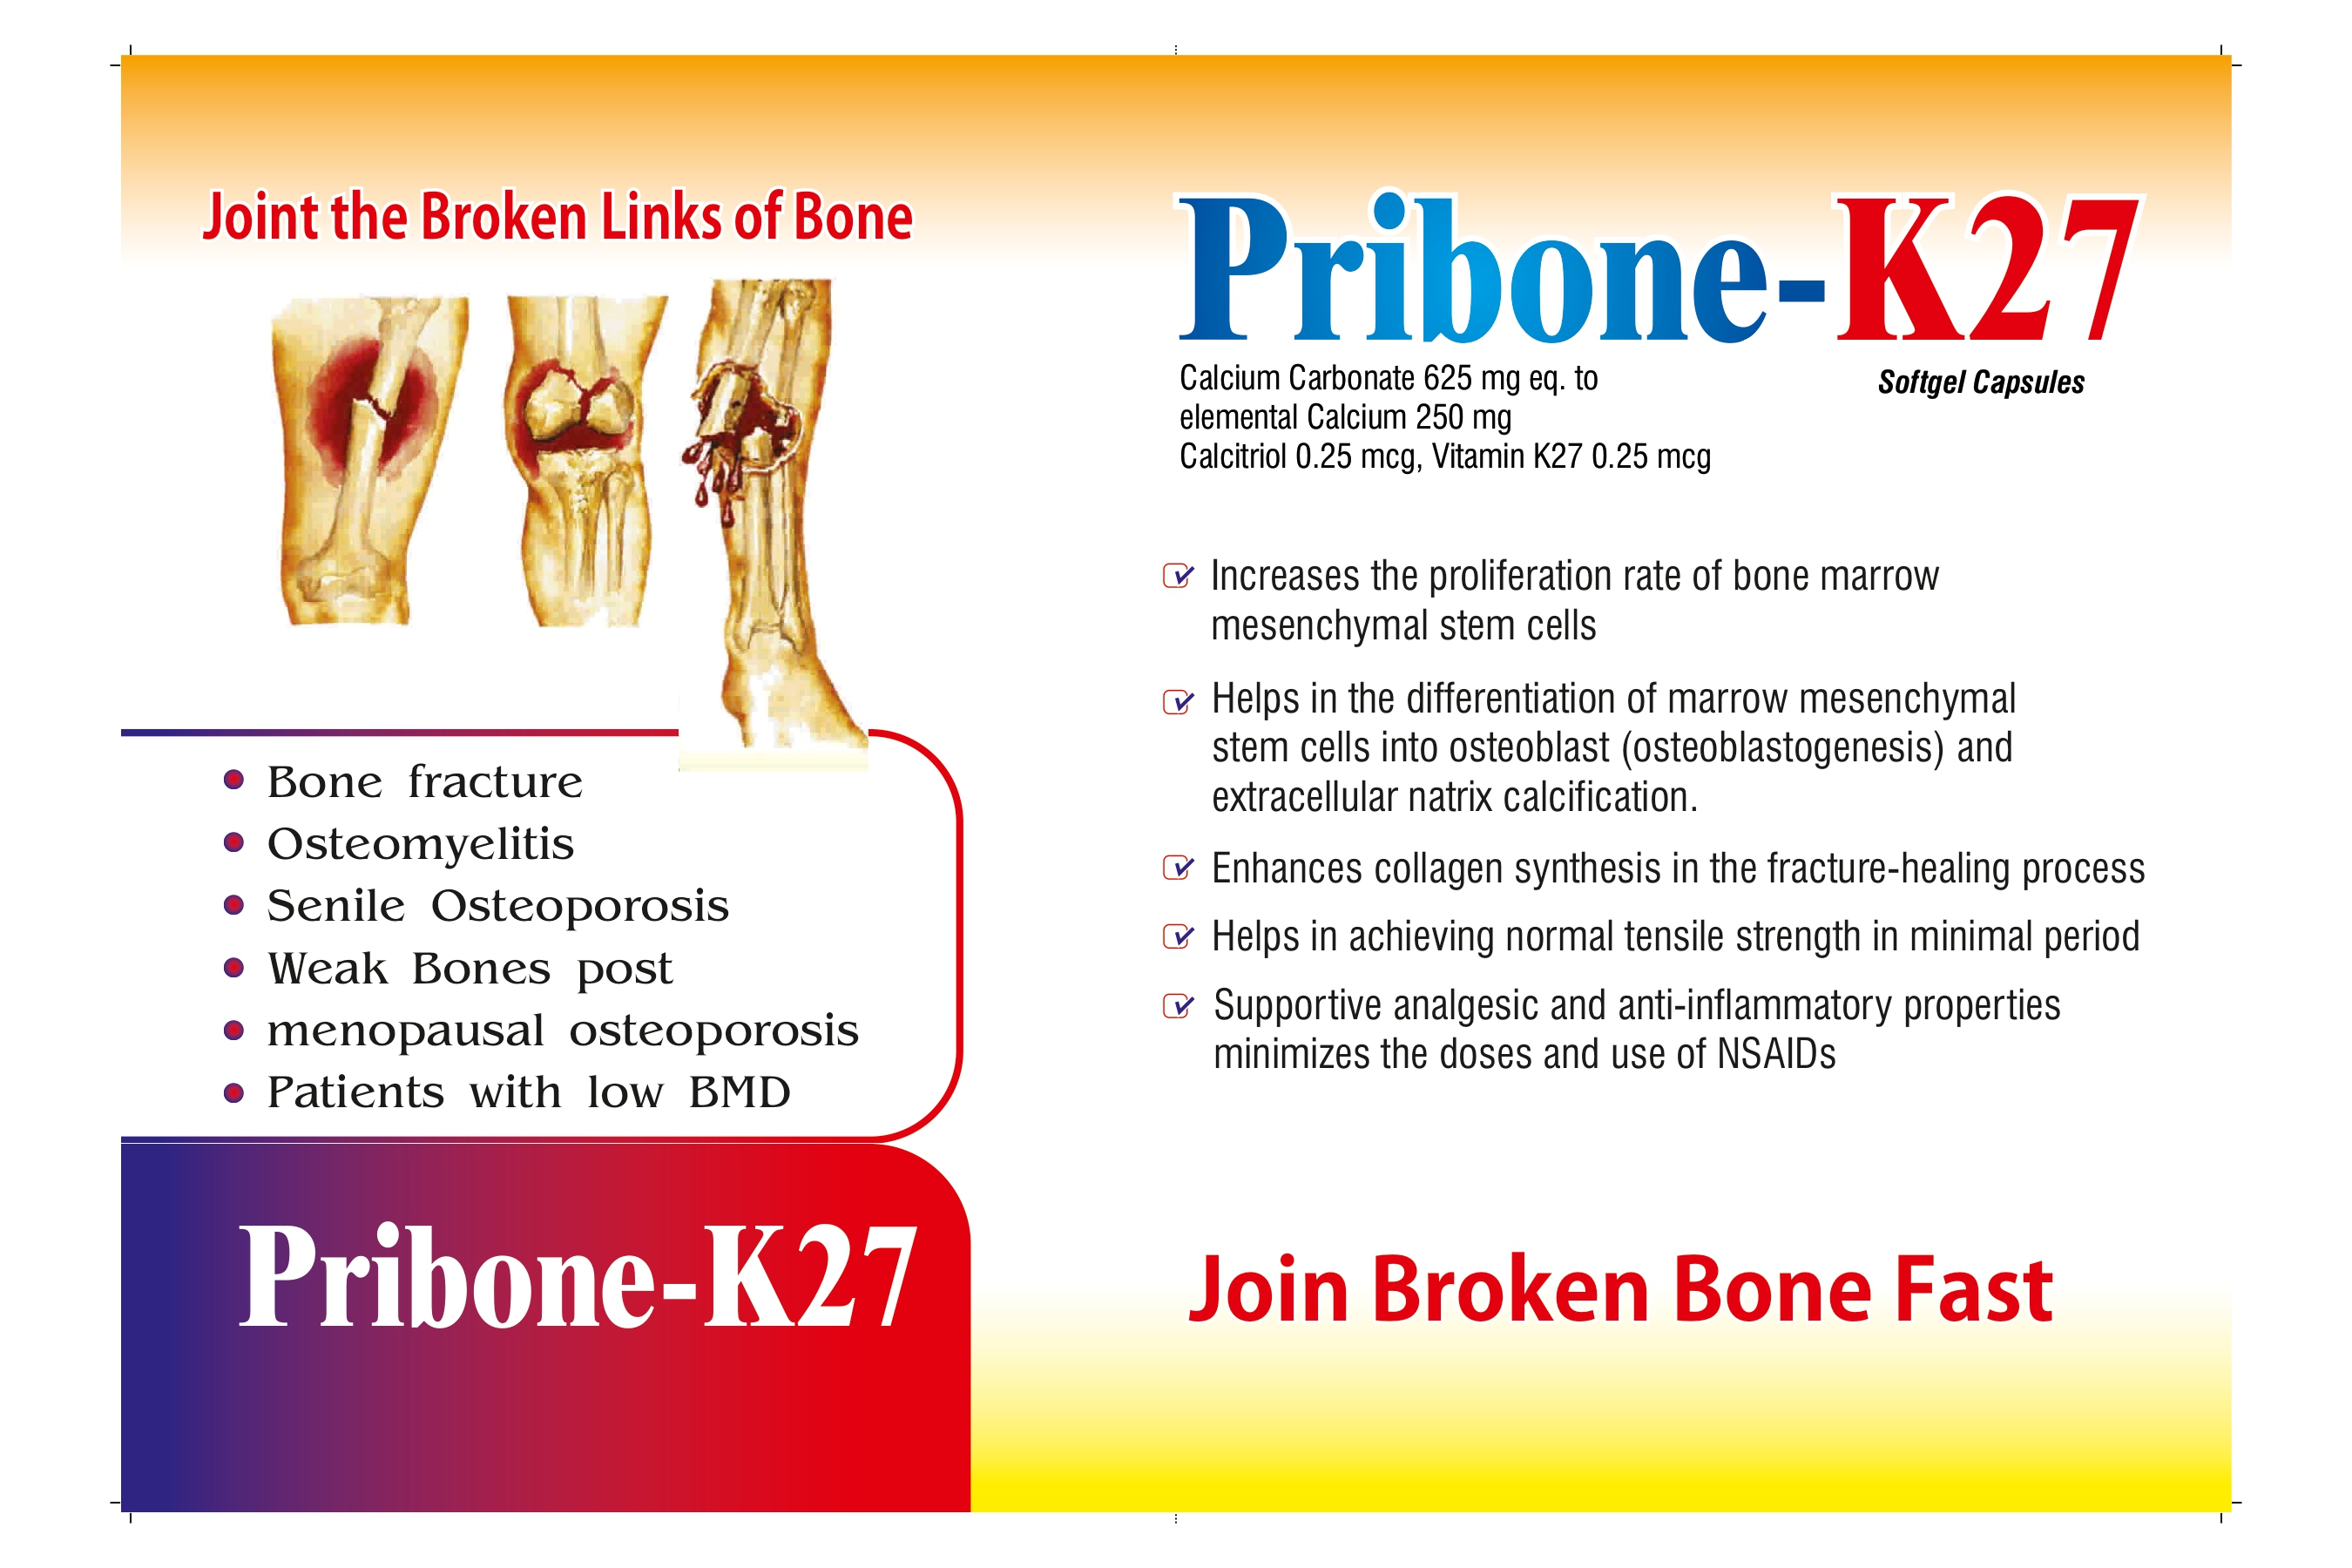 Joint the Broken Links of Bone
Bone fracture
Osteomyelitis
Senile Osteoporosis
Weak Bones post
menopausal osteoporosis
Patients with low BMD
Pribone-K27
Pribone-K27
Calcium Carbonate 625 mg eq. to
Softgel Capsules
elemental Calcium 250 mg
Calcitriol 0.25 mcg, Vitamin K27 0.25 mcg
Increases the proliferation rate of bone marrow
mesenchymal stem cells
Helps in the differentiation of marrow mesenchymal
stem cells into osteoblast (osteoblastogenesis) and
extracellular natrix calcification.
Enhances collagen synthesis in the fracture-healing process
Helps in achieving normal tensile strength in minimal period
Supportive analgesic and anti-inflammatory properties
minimizes the doses and use of NSAIDs
Join Broken Bone Fast